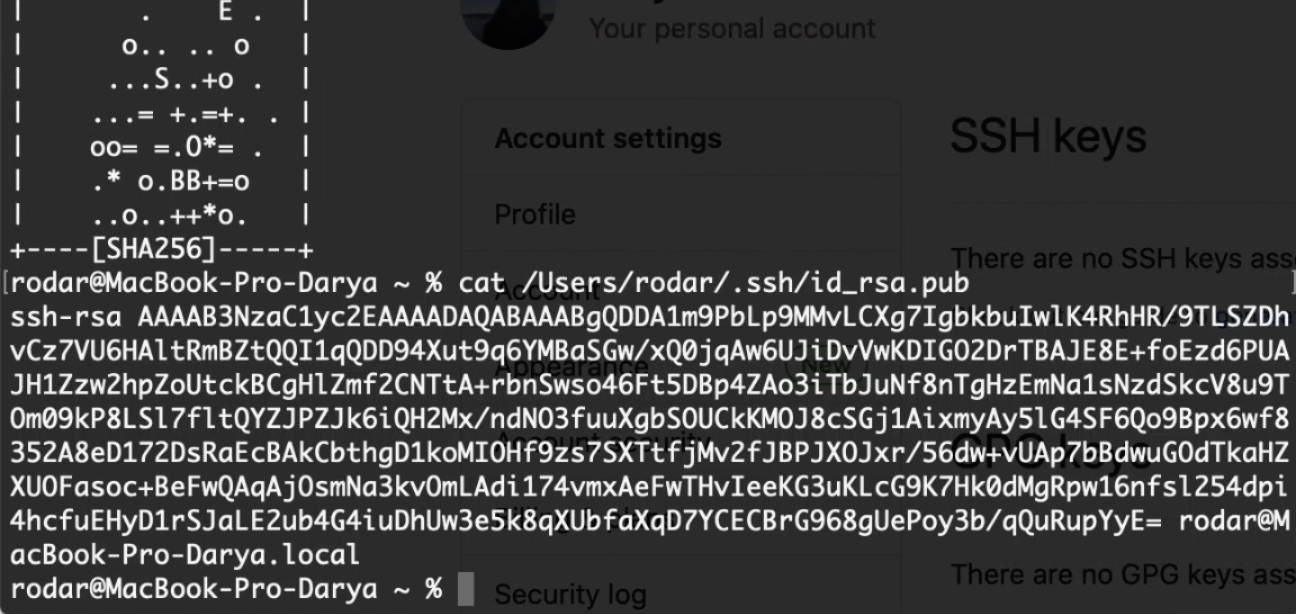 |        .    E .  |
|       o.. .. o   |
|      ...S..+o .  |
|     ...= +.=+. . |
|     oo= =.O*= .  |
|     .* o.BB+=o   |
|     ..o..++*o.   |
+----[SHA256]-----+
[rodar@MacBook-Pro-Darya ~ % cat /Users/rodar/.ssh/id_rsa.pub ]
ssh-rsa AAAAB3NzaC1yc2EAAAADAQABAAABgQDDA1m9PbLp9MMvLCXg7IgbkbuIwlK4RhHR/9TLSZDh
vCz7VU6HAltRmBZtQQI1qQDD94Xut9q6YMBaSGw/xQ0jqAw6UJiDvVwKDIGO2DrTBAJE8E+foEzd6PUA
JH1Zzw2hpZoUtckBCgHlZmf2CNTtA+rbnSwso46Ft5DBp4ZAo3iTbJuNf8nTgHzEmNa1sNzdSkcV8u9T
Om09kP8LSl7fltQYZJPZJk6iQH2Mx/ndNO3fuuXgbSOUCkKMOJ8cSGj1AixmyAy5lG4SF6Qo9Bpx6wf8
352A8eD172DsRaEcBAkCbthgD1koMIOHf9zs7SXTtfjMv2fJBPJXOJxr/56dw+vUAp7bBdwuGOdTkaHZ
XUOFasoc+BeFwQAqAjOsmNa3kvOmLAdi174vmxAeFwTHvIeeKG3uKLcG9K7Hk0dMgRpw16nfsl254dpi
4hcfuEHyD1rSJaLE2ub4G4iuDhUw3e5k8qXUbfaXqD7YCECBrG968gUePoy3b/qQuRupYyE= rodar@M
acBook-Pro-Darya.local
rodar@MacBook-Pro-Darya ~ %
Your personal account
Account settings
Profile
Account
Appearance
New
Account security
Security log
SSH keys
There are no SSH keys
GPG keys
There are no GPG keys